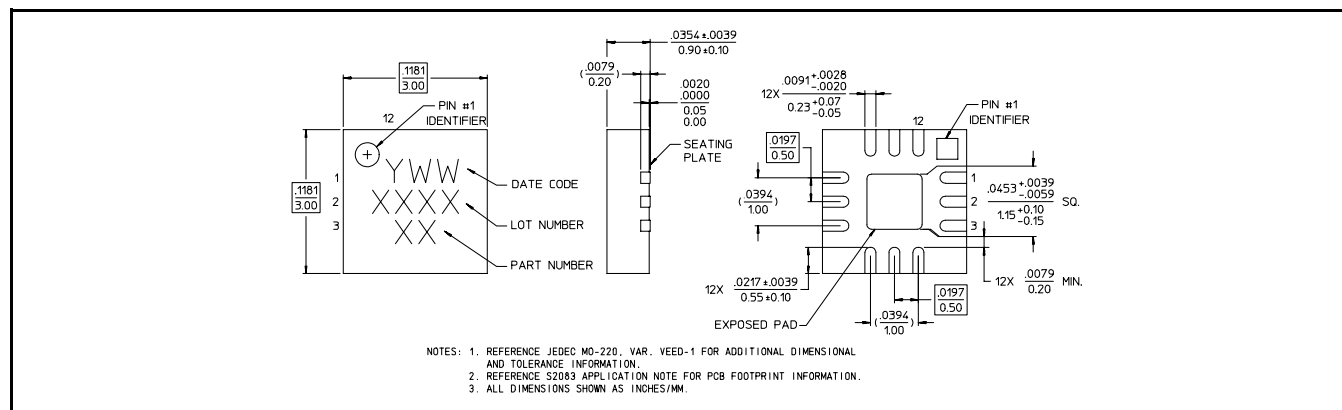 .1181
3.00
12
PIN #1
IDENTIFIER
.1181
3.00
1
2
3
YWW
XXXX
XX
DATE CODE
LOT NUMBER
PART NUMBER
.0354±.0039
0.90±0.10
(.0079
0.20)
.0020
.0000
0.05
0.00
SEATING
PLATE
12X .0091 +.0028
-.0020
0.23 +0.07
-0.05
12
PIN #1
IDENTIFIER
.0197
0.50
(.0394
1.00)
1
2
3
.0453 +.0039
-.0059
1.15 +0.10
-0.15
SQ.
12X .0217±.0039
0.55±0.10
12X .0079
0.20 MIN.
.0197
0.50
(.0394
1.00)
EXPOSED PAD
NOTES: 1. REFERENCE JEDEC MO-220, VAR. VEED-1 FOR ADDITIONAL DIMENSIONAL
AND TOLERANCE INFORMATION.
2. REFERENCE S2083 APPLICATION NOTE FOR PCB FOOTPRINT INFORMATION.
3. ALL DIMENSIONS SHOWN AS INCHES/MM.